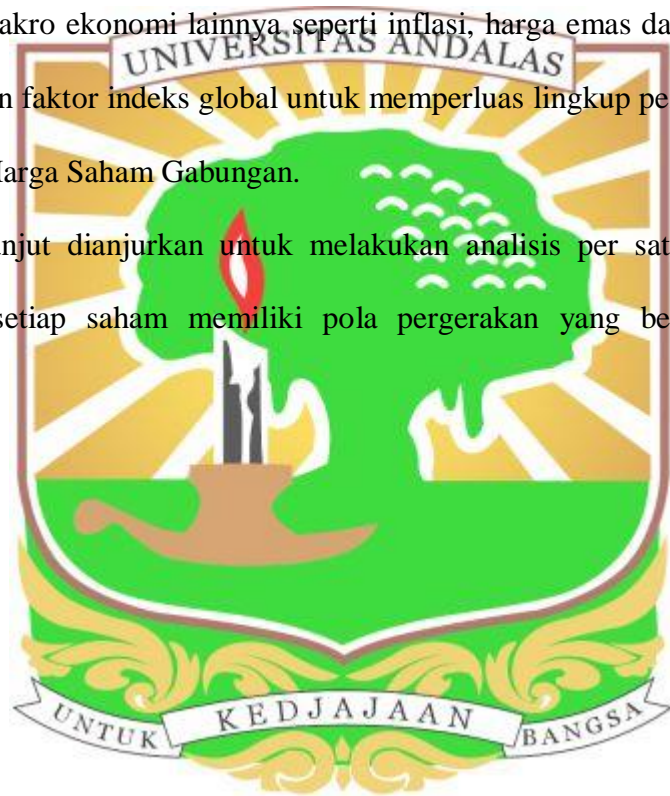 akro ekonomi lainnya seperti inflasi, harga emas da
UNIVERSITAS ANDALAS
n faktor indeks global untuk memperluas lingkup pe
Harga Saham Gabungan.
njut dianjurkan untuk melakukan analisis per sat
setiap saham memiliki pola pergerakan yang be
UNTUK KEDJAJAAN BANGSA